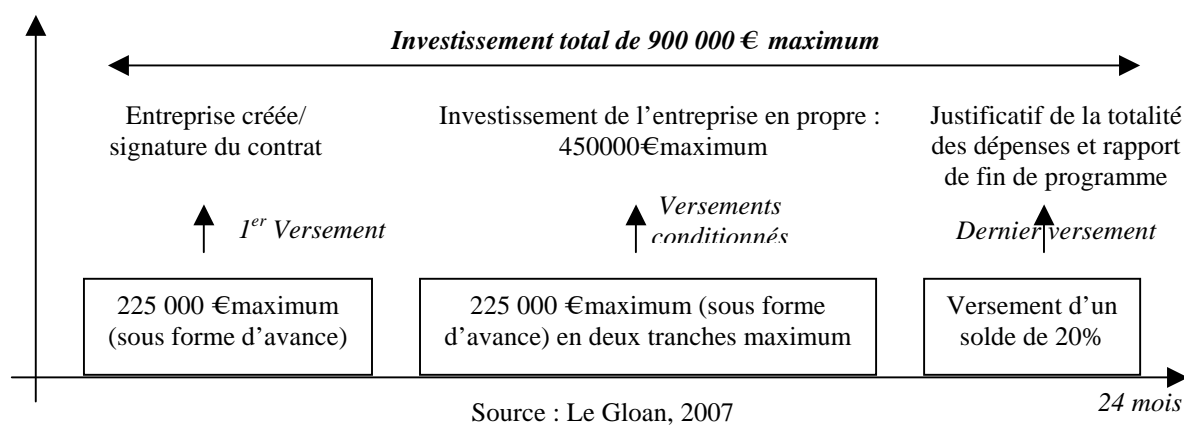 Investissement total de 900 000 € maximum
Entreprise créée/
signature du contrat
Investissement de l'entreprise en propre :
450000€maximum
Justificatif de la totalité
des dépenses et rapport
de fin de programme
1er Versement
Versements
conditionnés
Dernier versement
225 000 €maximum
(sous forme d'avance)
225 000 €maximum (sous forme
d'avance) en deux tranches maximum
Versement d'un
solde de 20%
24 mois
Source : Le Gloan, 2007